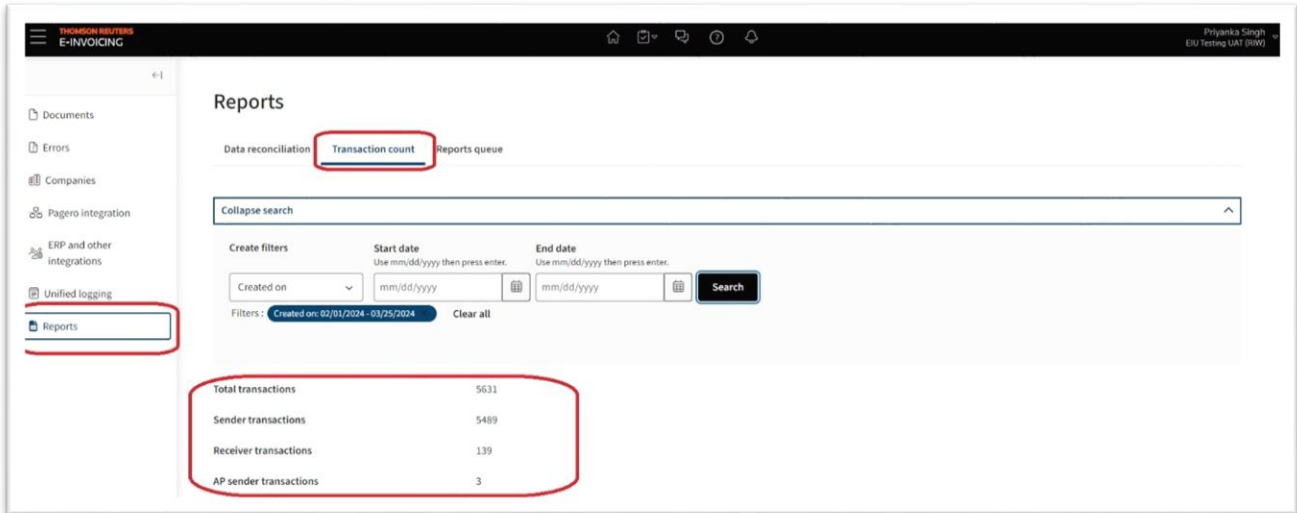 THOMSON REUTERS
E-INVOICING
Priyanka Singh
EIU Testing UAT (RIW)
Documents
Errors
Companies
Pagero integration
ERP and other
integrations
Unified logging
Reports
Reports
Data reconciliation Transaction count Reports queue
Collapse search
Create filters Start date End date
Use mm/dd/yyyy then press enter. Use mm/dd/yyyy then press enter.
Created on mm/dd/yyyy mm/dd/yyyy Search
Filters : Created on: 02/01/2024 - 03/25/2024 Clear all
Total transactions 5631
Sender transactions 5489
Receiver transactions 139
AP sender transactions 3